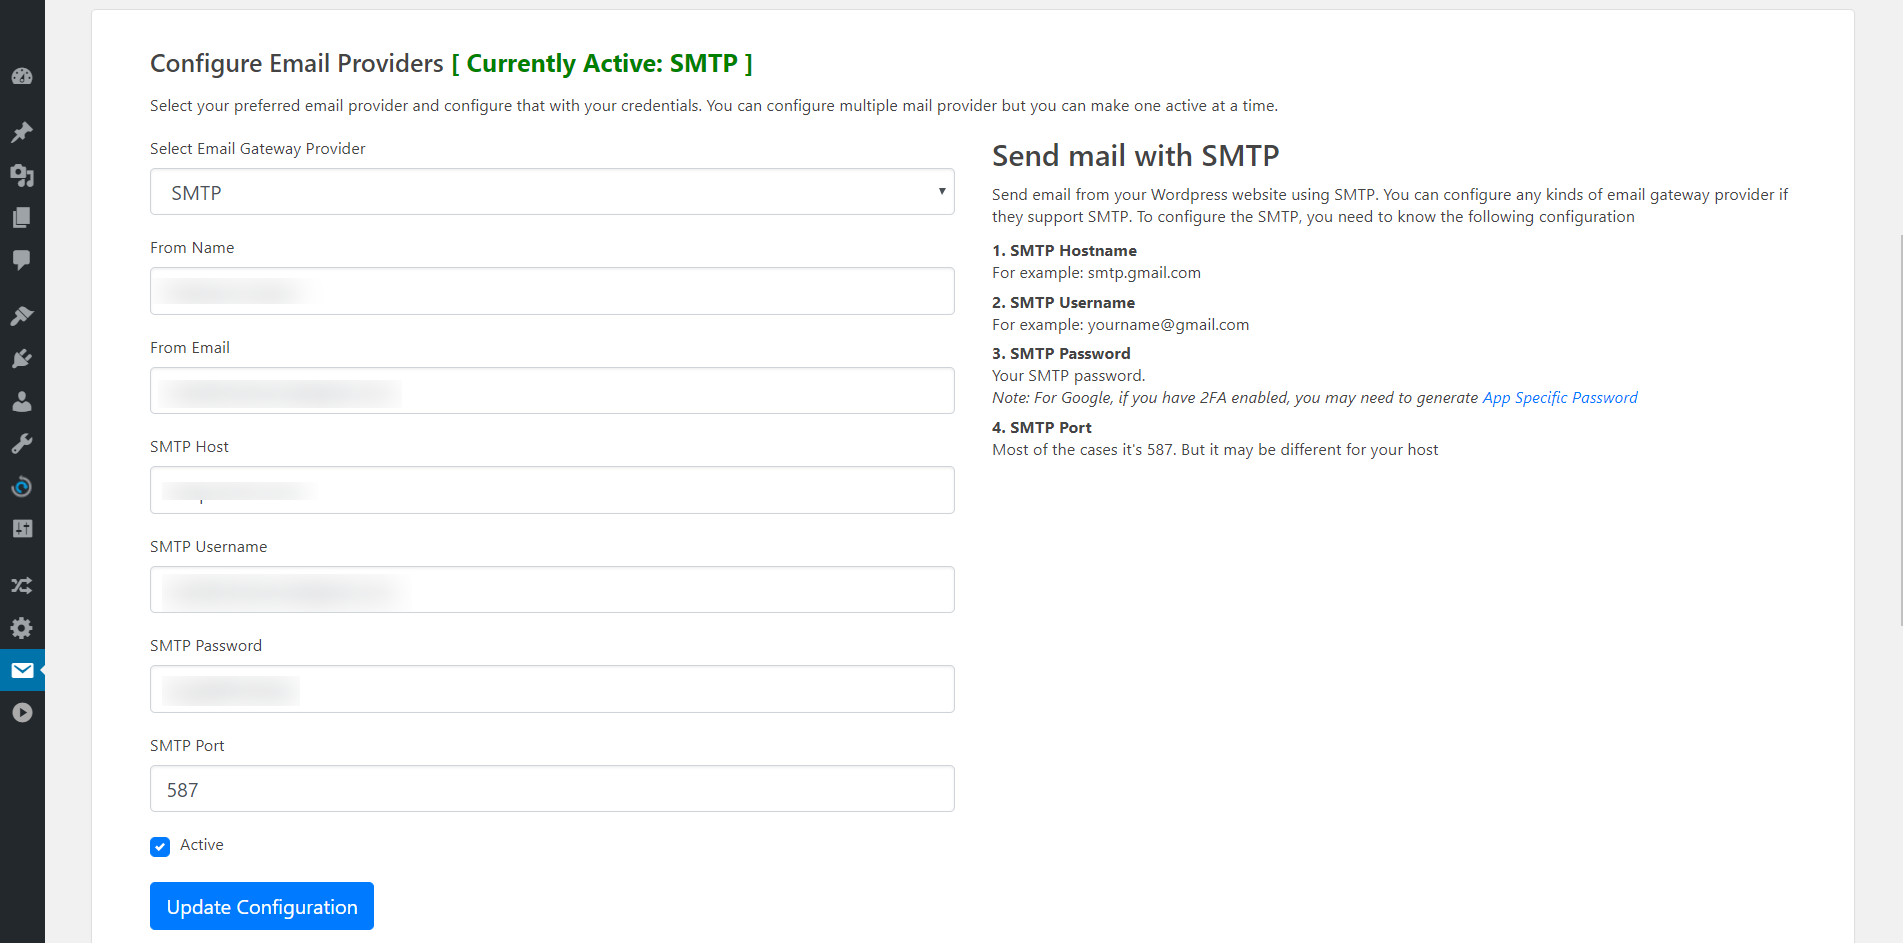 Configure Email Providers [ Currently Active: SMTP ]
Select your preferred email provider and configure that with your credentials. You can configure multiple mail provider but you can make one active at a time.
Select Email Gateway Provider
SMTP
From Name
From Email
SMTP Host
SMTP Username
SMTP Password
SMTP Port
587
Active
Update Configuration
Send mail with SMTP
Send email from your Wordpress website using SMTP. You can configure any kinds of email gateway provider if
they support SMTP. To configure the SMTP, you need to know the following configuration
1. SMTP Hostname
For example: smtp.gmail.com
2. SMTP Username
For example: yourname@gmail.com
3. SMTP Password
Your SMTP password.
Note: For Google, if you have 2FA enabled, you may need to generate App Specific Password
4. SMTP Port
Most of the cases it's 587. But it may be different for your host